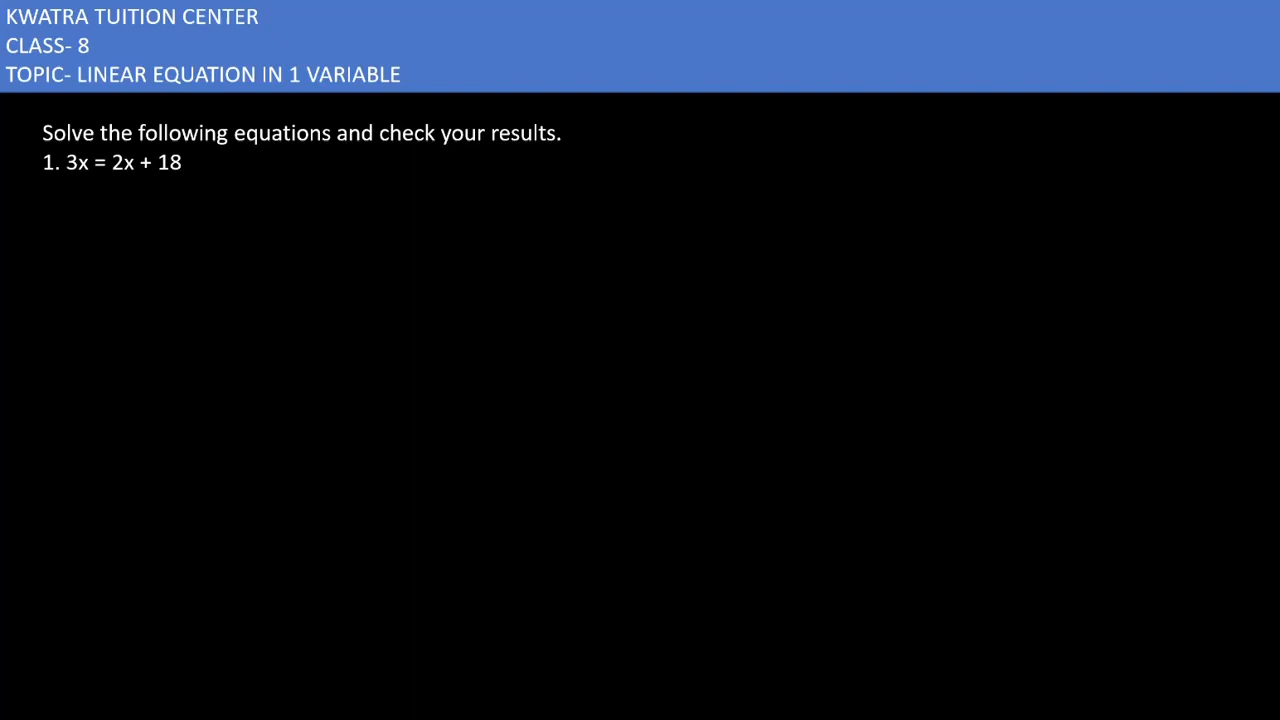 KWATRA TUITION CENTER
CLASS- 8
TOPIC- LINEAR EQUATION IN 1 VARIABLE
Solve the following equations and check your results.
1. 3x = 2x + 18